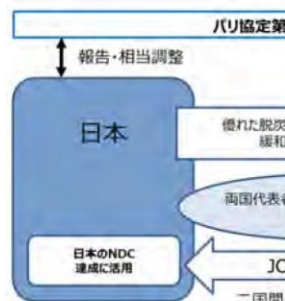 パリ協定第
報告・相当調整
日本
優れた脱炭
緩和
両国代表者
日本のNDC
達成に活用
JC
二国間